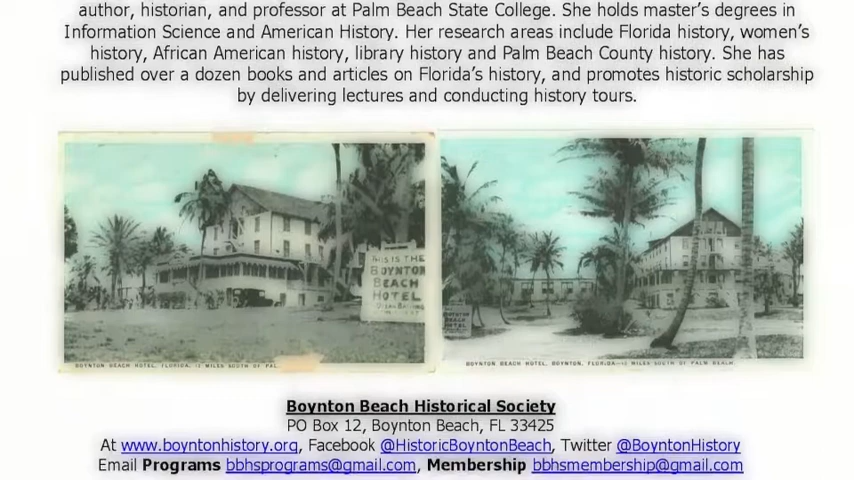 author, historian, and professor at Palm Beach State College. She holds master’s degrees in
Information Science and American History. Her research areas include Florida history, women’s
history, African American history, library history and Palm Beach County history. She has
published over a dozen books and articles on Florida’s history, and promotes historic scholarship
by delivering lectures and conducting history tours.
THIS IS THE
BOYNTON
BEACH
HOTEL
BOYNTON
BEACH
HOTEL
BOYNTON BEACH HOTEL, FLORIDA, 12 MILES SOUTH OF PAL
BOYNTON BEACH HOTEL, BOYNTON, FLORIDA—12 MILES SOUTH OF PALM BEACH.
Boynton Beach Historical Society
PO Box 12, Boynton Beach, FL 33425
At www.boyntonhistory.org, Facebook @HistoricBoyntonBeach, Twitter @BoyntonHistory
Email Programs bbhsprograms@gmail.com, Membership bbhsmembership@gmail.com